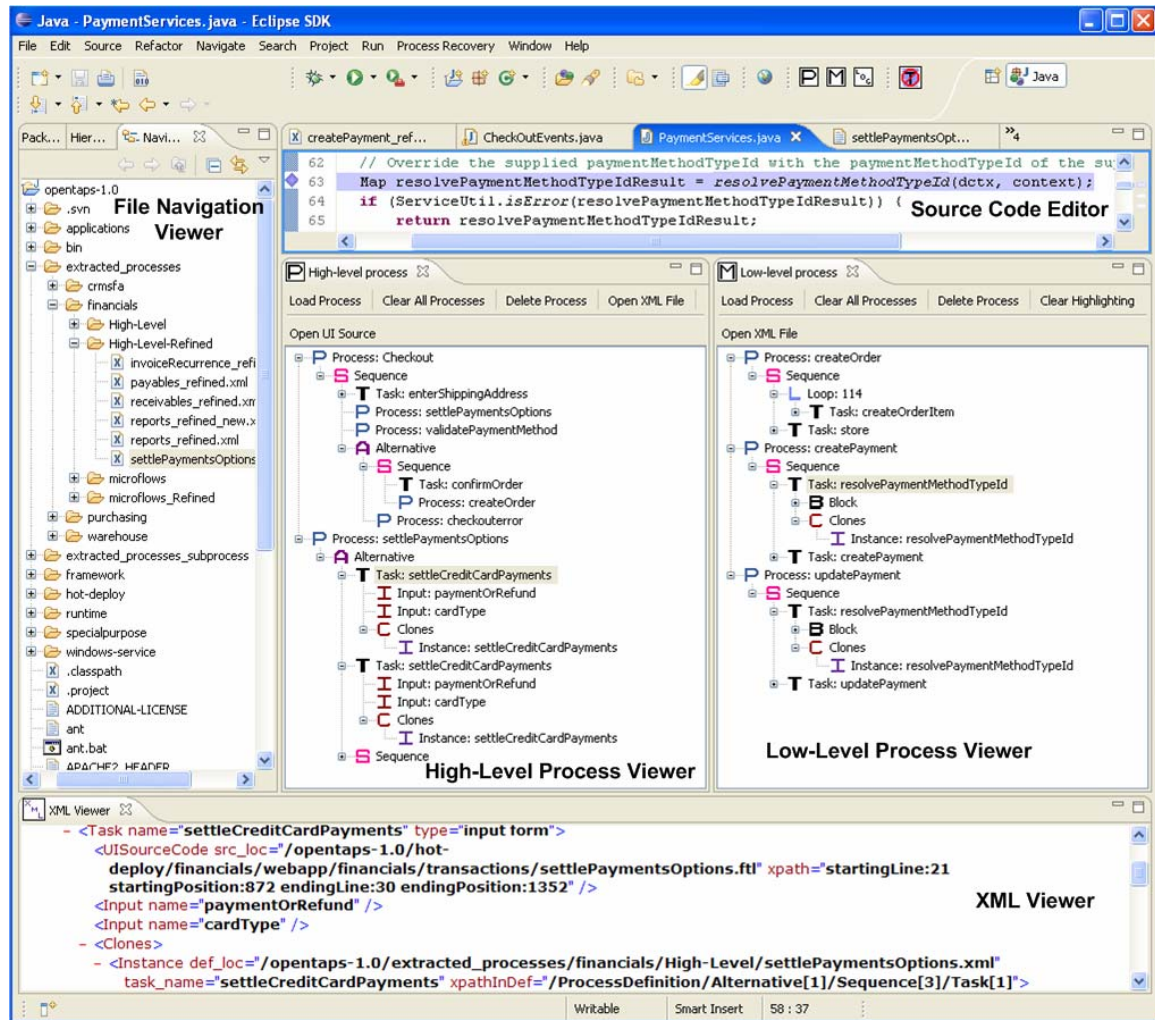 Java - PaymentServices.java - Eclipse SDK
File Edit Source Refactor Navigate Search Project Run Process Recovery Window Help
Java
Pack... Hier... Navi...
createPayment_ref... CheckOutEvents.java PaymentServices.java settlePaymentsOpt... »4
opentaps-1.0
.svn
applications
bin
extracted_processes
crmsfa
financials
High-Level
High-Level-Refined
invoiceRecurrence_refi
payables_refined.xml
receivables_refined.xm
reports_refined_new.x
reports_refined.xml
settlePaymentsOptions
microflows
microflows_Refined
purchasing
warehouse
extracted_processes_subprocess
framework
hot-deploy
runtime
specialpurpose
windows-service
.classpath
.project
ADDITIONAL-LICENSE
ant
ant.bat
APACHE2_HEADER
File Navigation
Viewer
62 // Override the supplied paymentMethodTypeId with the paymentMethodTypeId of the su
63 Map resolvePaymentMethodTypeIdResult = resolvePaymentMethodTypeId(dctx, context);
64 if (ServiceUtil.isError(resolvePaymentMethodTypeIdResult)) {
65 return resolvePaymentMethodTypeIdResult;
Source Code Editor
P High-level process
Load Process Clear All Processes Delete Process Open XML File
Open UI Source
P Process: Checkout
S Sequence
T Task: enterShippingAddress
P Process: settlePaymentsOptions
P Process: validatePaymentMethod
A Alternative
S Sequence
T Task: confirmOrder
P Process: createOrder
P Process: checkouterror
P Process: settlePaymentsOptions
A Alternative
T Task: settleCreditCardPayments
I Input: paymentOrRefund
I Input: cardType
C Clones
I Instance: settleCreditCardPayments
T Task: settleCreditCardPayments
I Input: paymentOrRefund
I Input: cardType
C Clones
I Instance: settleCreditCardPayments
S Sequence
High-Level Process Viewer
M Low-level process
Load Process Clear All Processes Delete Process Clear Highlighting
Open XML File
P Process: createOrder
S Sequence
L Loop: 114
T Task: createOrderItem
T Task: store
P Process: createPayment
S Sequence
T Task: resolvePaymentMethodTypeId
B Block
C Clones
I Instance: resolvePaymentMethodTypeId
T Task: createPayment
P Process: updatePayment
S Sequence
T Task: resolvePaymentMethodTypeId
B Block
C Clones
I Instance: resolvePaymentMethodTypeId
T Task: updatePayment
Low-Level Process Viewer
XML Viewer
- <Task name="settleCreditCardPayments" type="input form">
<UISourceCode src_loc="/opentaps-1.0/hot-
deploy/financials/webapp/financials/transactions/settlePaymentsOptions.ftl" xpath="startingLine:21
startingPosition:872 endingLine:30 endingPosition:1352" />
<Input name="paymentOrRefund" />
<Input name="cardType" />
- <Clones>
- <Instance def_loc="/opentaps-1.0/extracted_processes/financials/High-Level/settlePaymentsOptions.xml"
task_name="settleCreditCardPayments" xpathInDef="/ProcessDefinition/Alternative[1]/Sequence[3]/Task[1]">
XML Viewer
Writable Smart Insert 58 : 37